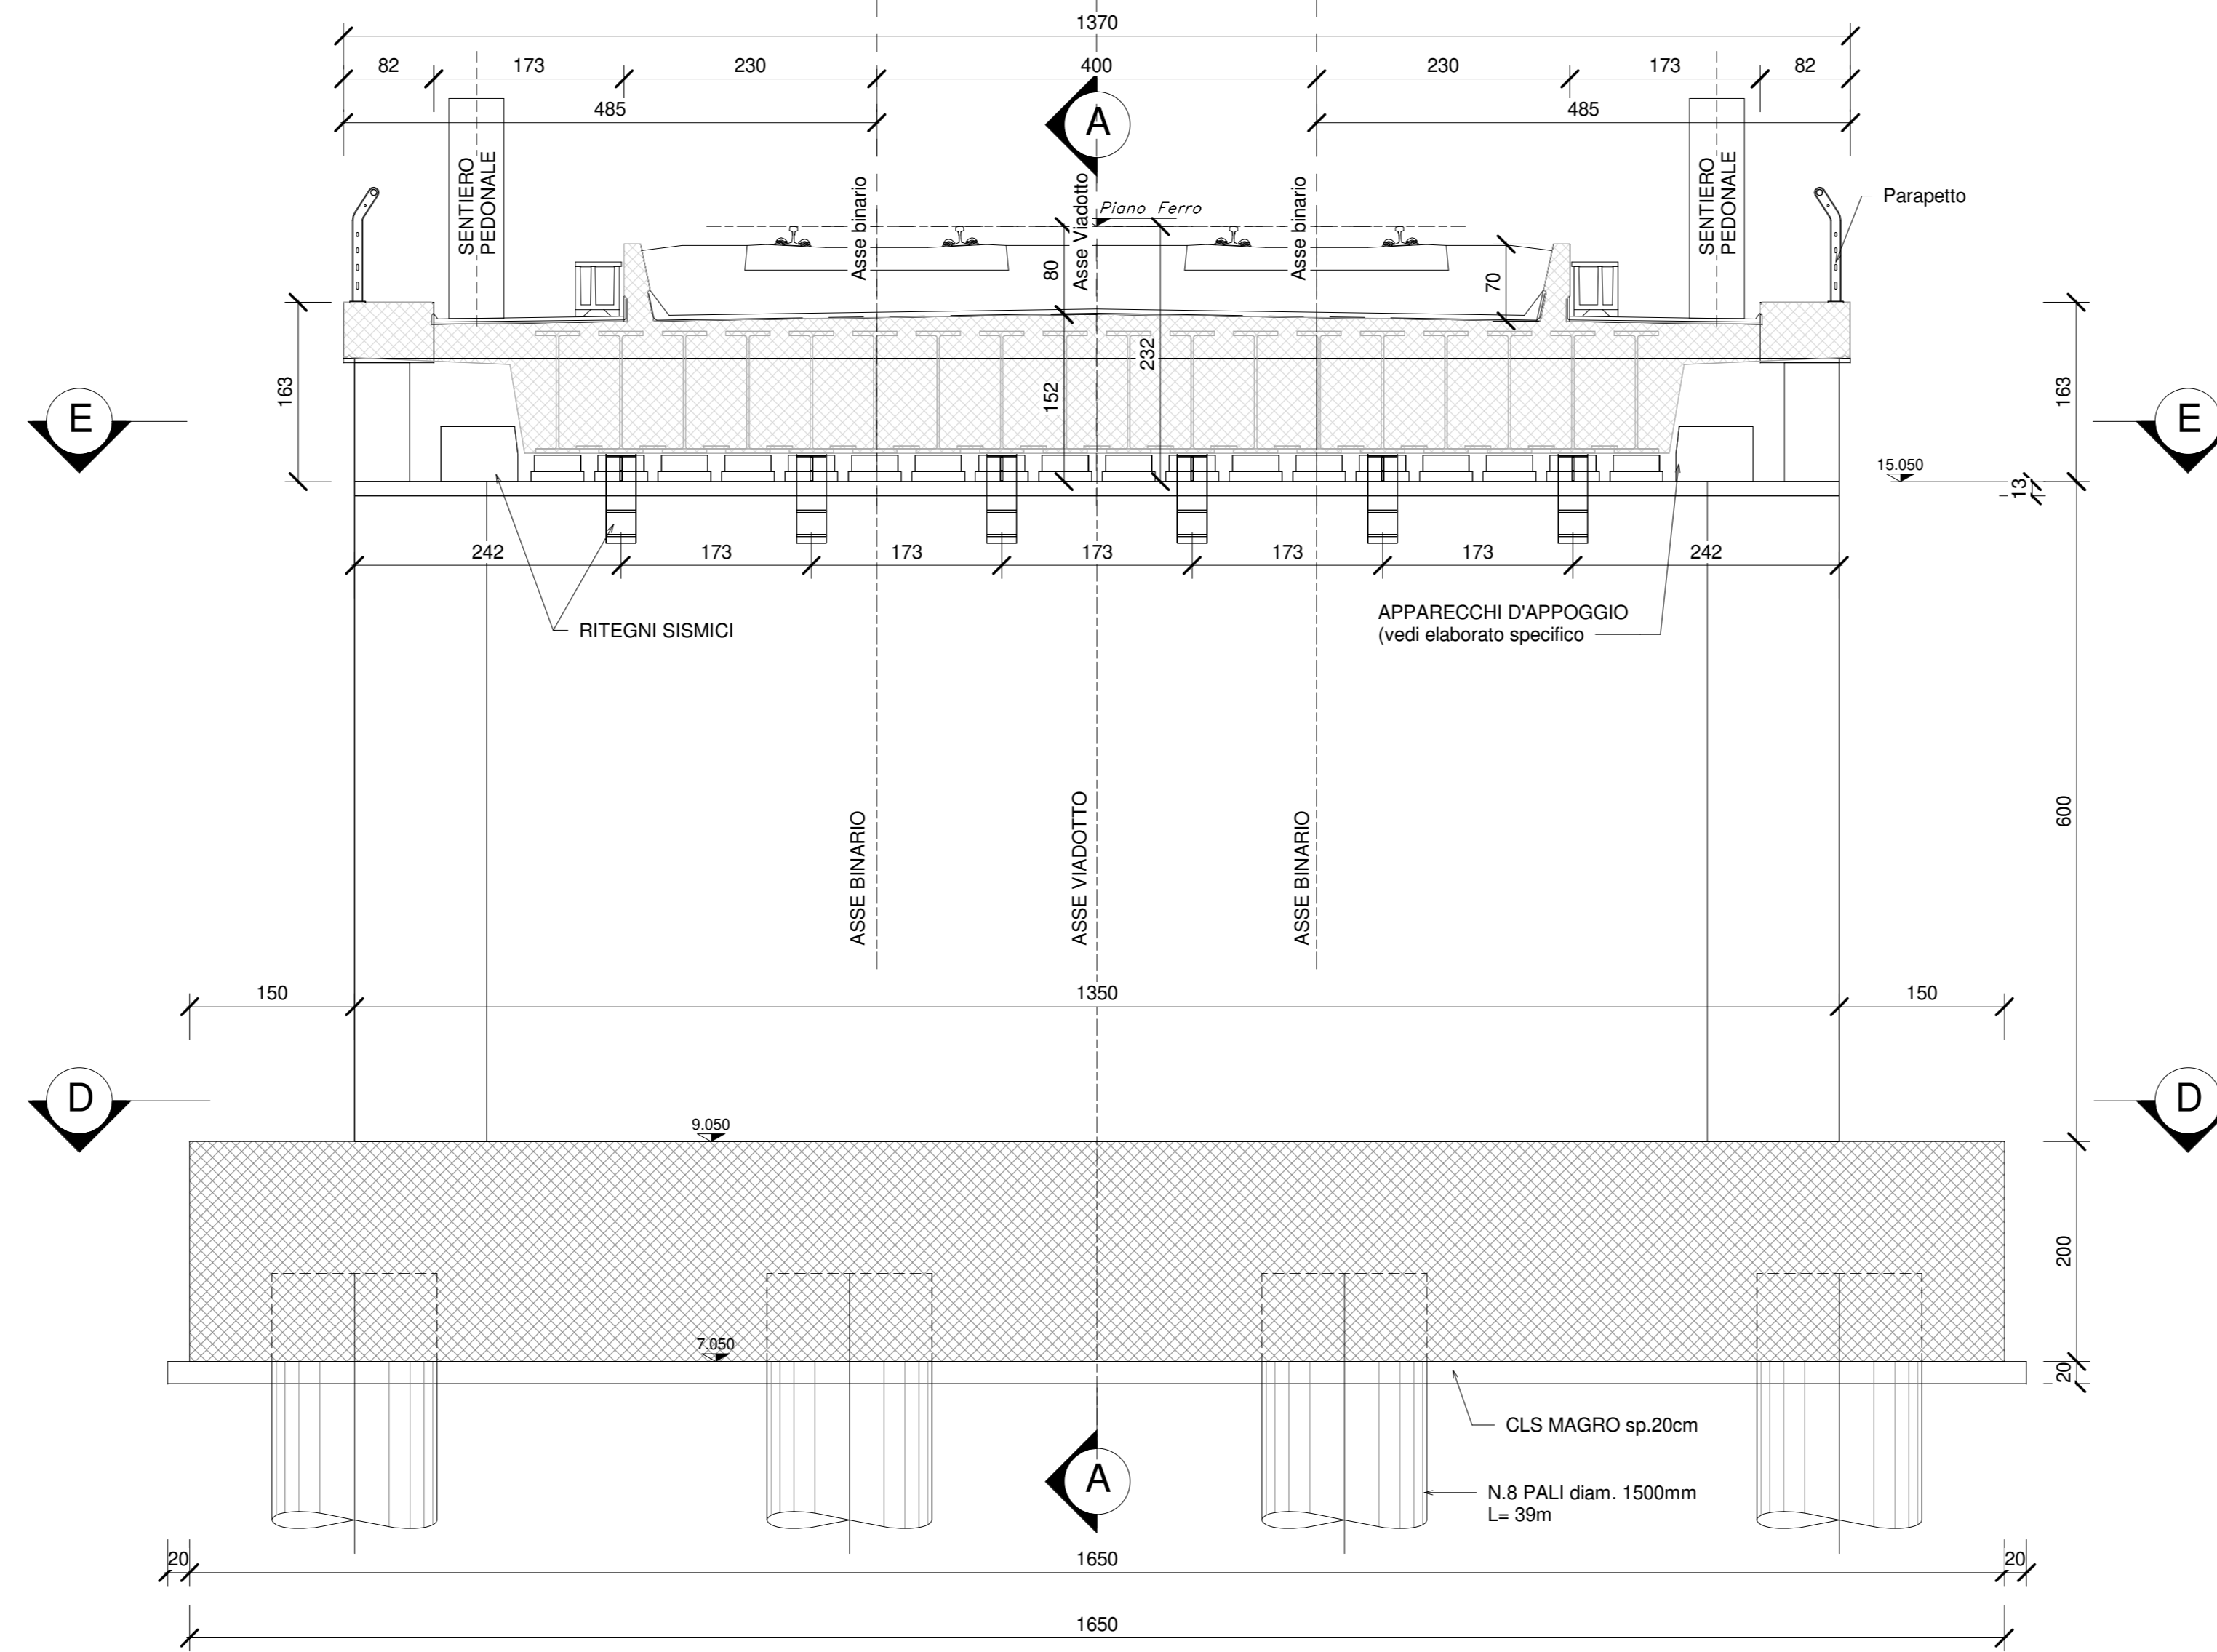 1370
82
173
230
400
230
173
82
485
A
485
SENTIERO
PEDONALE
Asse binario
Asse Viadotto
Piano Ferro
Asse binario
SENTIERO
PEDONALE
Parapetto
80
70
163
152
232
163
E
E
15.050
13
242
173
173
173
173
173
242
RITEGNI SISMICI
APPARECCHI D'APPOGGIO
(vedi elaborato specifico
600
ASSE BINARIO
ASSE VIADOTTO
ASSE BINARIO
150
1350
150
D
D
9.050
200
7.050
20
CLS MAGRO sp.20cm
A
N.8 PALI diam. 1500mm
L= 39m
20
1650
20
1650